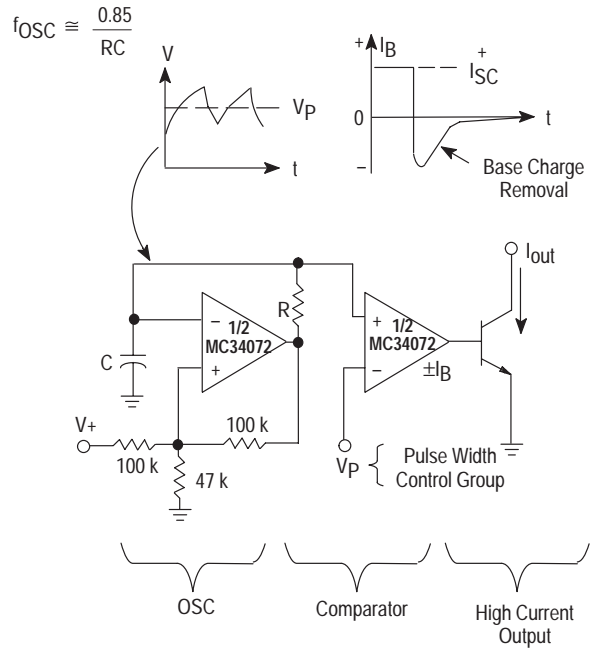 fOSC ≅ 0.85
RC
V
VP
t
+ IB
+
ISC
0
t
–
Base Charge
Removal
Iout
R
–
1/2
MC34072
+
+
1/2
MC34072
–
±IB
C
V+
100 k
100 k
47 k
VP { Pulse Width
Control Group
OSC
Comparator
High Current
Output